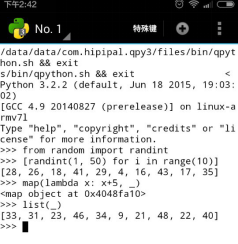 下午2:42
No. 1
特殊键
/data/data/com.hipipal.qpy3/files/bin/qpyt
hon.sh && exit
s/bin/qpython.sh && exit <
Python 3.2.2 (default, Jun 18 2015, 19:03:
02)
[GCC 4.9 20140827 (prerelease)] on linux-a
rmv7l
Type "help", "copyright", "credits" or "li
cense" for more information.
>>> from random import randint
>>> [randint(1, 50) for i in range(10)]
[28, 26, 18, 41, 29, 4, 16, 43, 17, 35]
>>> map(lambda x: x+5, _)
<map object at 0x4048fa10>
>>> list(_)
[33, 31, 23, 46, 34, 9, 21, 48, 22, 40]
>>>